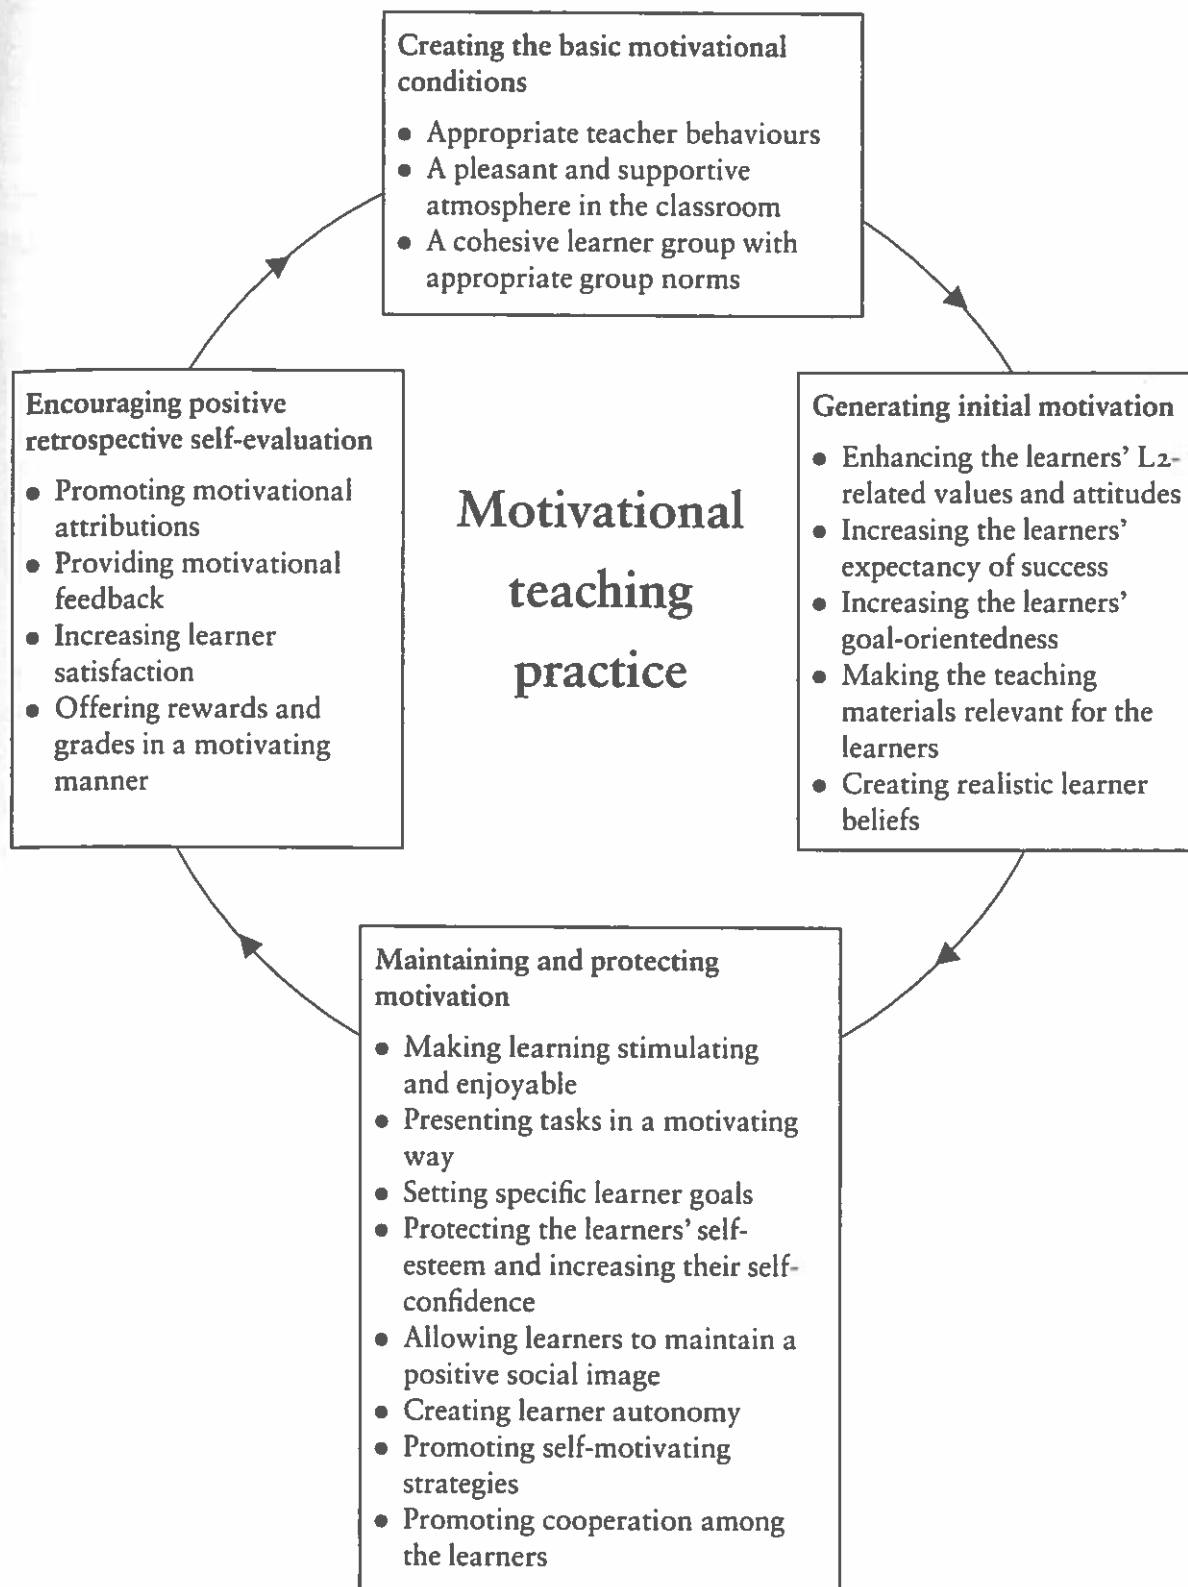 Creating the basic motivational
conditions
● Appropriate teacher behaviours
● A pleasant and supportive
atmosphere in the classroom
● A cohesive learner group with
appropriate group norms
Encouraging positive
retrospective self-evaluation
● Promoting motivational
attributions
● Providing motivational
feedback
● Increasing learner
satisfaction
● Offering rewards and
grades in a motivating
manner
Motivational
teaching
practice
Generating initial motivation
● Enhancing the learners’ L2-
related values and attitudes
● Increasing the learners’
expectancy of success
● Increasing the learners’
goal-orientedness
● Making the teaching
materials relevant for the
learners
● Creating realistic learner
beliefs
Maintaining and protecting
motivation
● Making learning stimulating
and enjoyable
● Presenting tasks in a motivating
way
● Setting specific learner goals
● Protecting the learners’ self-
esteem and increasing their self-
confidence
● Allowing learners to maintain a
positive social image
● Creating learner autonomy
● Promoting self-motivating
strategies
● Promoting cooperation among
the learners